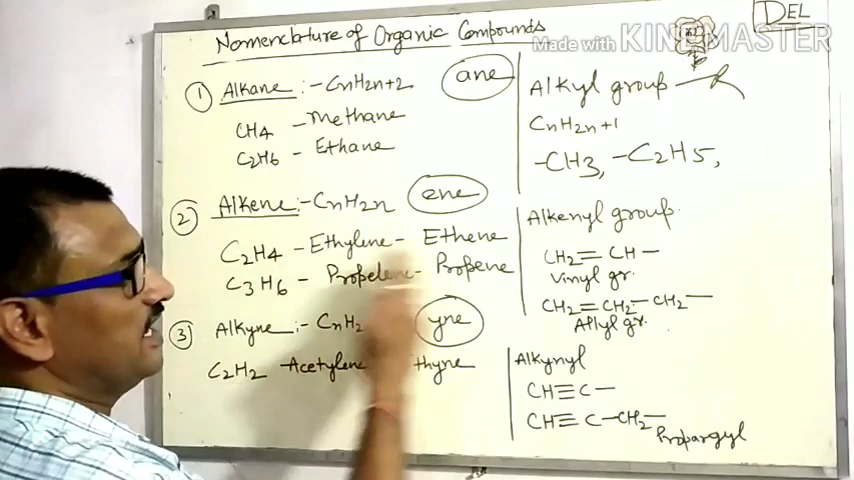 Nomenclature of Organic Compounds
Made with KINEMASTER
DEL
① Alkane :- CnH2n+2 ane
CH4 - Methane
C2H6 - Ethane
② Alkene :- CnH2n ene
C2H4 - Ethylene - Ethene
C3H6 - Propelene - Propene
③ Alkyne :- CnH2 yne
C2H2 - Acetylene thyne
Alkyl group - R
CnH2n+1
-CH3, -C2H5,
Alkenyl group
CH2=CH-
Vinyl gr.
CH2=CH2-CH2-
Allyl gr.
Alkynyl
CH≡C-
CH≡C-CH2-
Propargyl